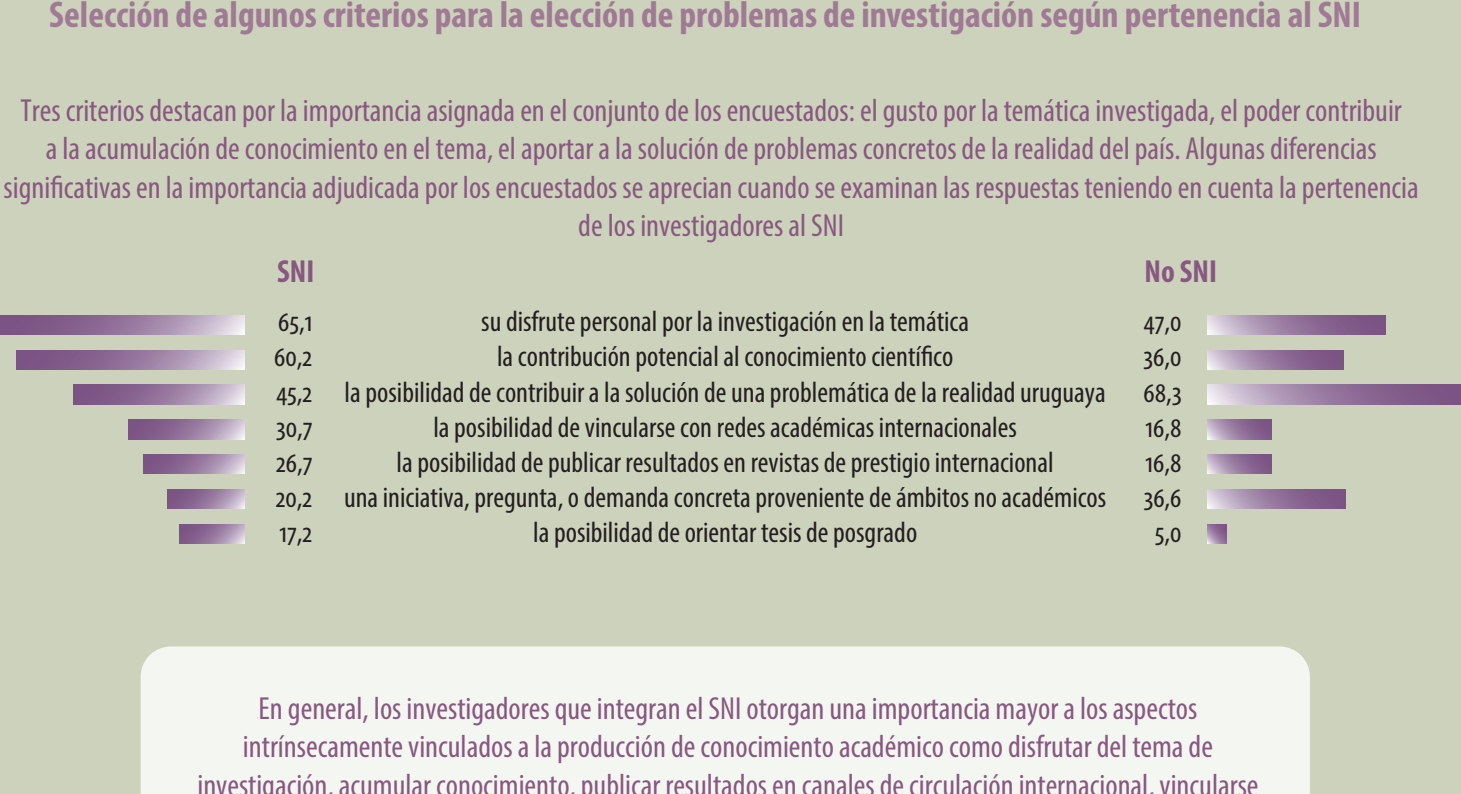 Selección de algunos criterios para la elección de problemas de investigación según pertenencia al SNI
Tres criterios destacan por la importancia asignada en el conjunto de los encuestados: el gusto por la temática investigada, el poder contribuir
a la acumulación de conocimiento en el tema, el aportar a la solución de problemas concretos de la realidad del país. Algunas diferencias
significativas en la importancia adjudicada por los encuestados se aprecian cuando se examinan las respuestas teniendo en cuenta la pertenencia
de los investigadores al SNI
SNI No SNI
65,1 su disfrute personal por la investigación en la temática 47,0
60,2 la contribución potencial al conocimiento científico 36,0
45,2 la posibilidad de contribuir a la solución de una problemática de la realidad uruguaya 68,3
30,7 la posibilidad de vincularse con redes académicas internacionales 16,8
26,7 la posibilidad de publicar resultados en revistas de prestigio internacional 16,8
20,2 una iniciativa, pregunta, o demanda concreta proveniente de ámbitos no académicos 36,6
17,2 la posibilidad de orientar tesis de posgrado 5,0
En general, los investigadores que integran el SNI otorgan una importancia mayor a los aspectos
intrínsecamente vinculados a la producción de conocimiento académico como disfrutar del tema de
investigación, acumular conocimiento, publicar resultados en canales de circulación internacional, vincularse